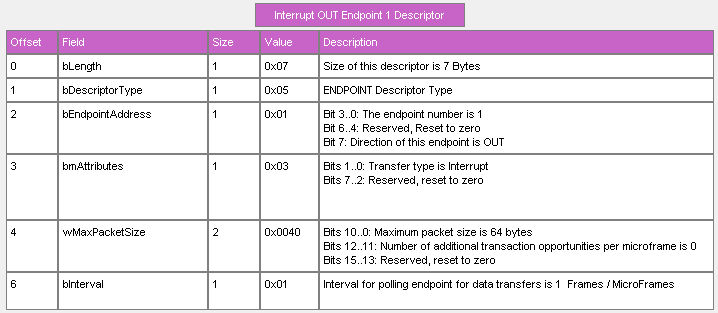 Interrupt OUT Endpoint 1 Descriptor
Offset Field Size Value Description
0 bLength 1 0x07 Size of this descriptor is 7 Bytes
1 bDescriptorType 1 0x05 ENDPOINT Descriptor Type
2 bEndpointAddress 1 0x01 Bit 3..0: The endpoint number is 1
Bit 6..4: Reserved, Reset to zero
Bit 7: Direction of this endpoint is OUT
3 bmAttributes 1 0x03 Bits 1..0: Transfer type is Interrupt
Bits 7..2: Reserved, reset to zero
4 wMaxPacketSize 2 0x0040 Bits 10..0: Maximum packet size is 64 bytes
Bits 12..11: Number of additional transaction opportunities per microframe is 0
Bits 15..13: Reserved, reset to zero
6 bInterval 1 0x01 Interval for polling endpoint for data transfers is 1 Frames / MicroFrames